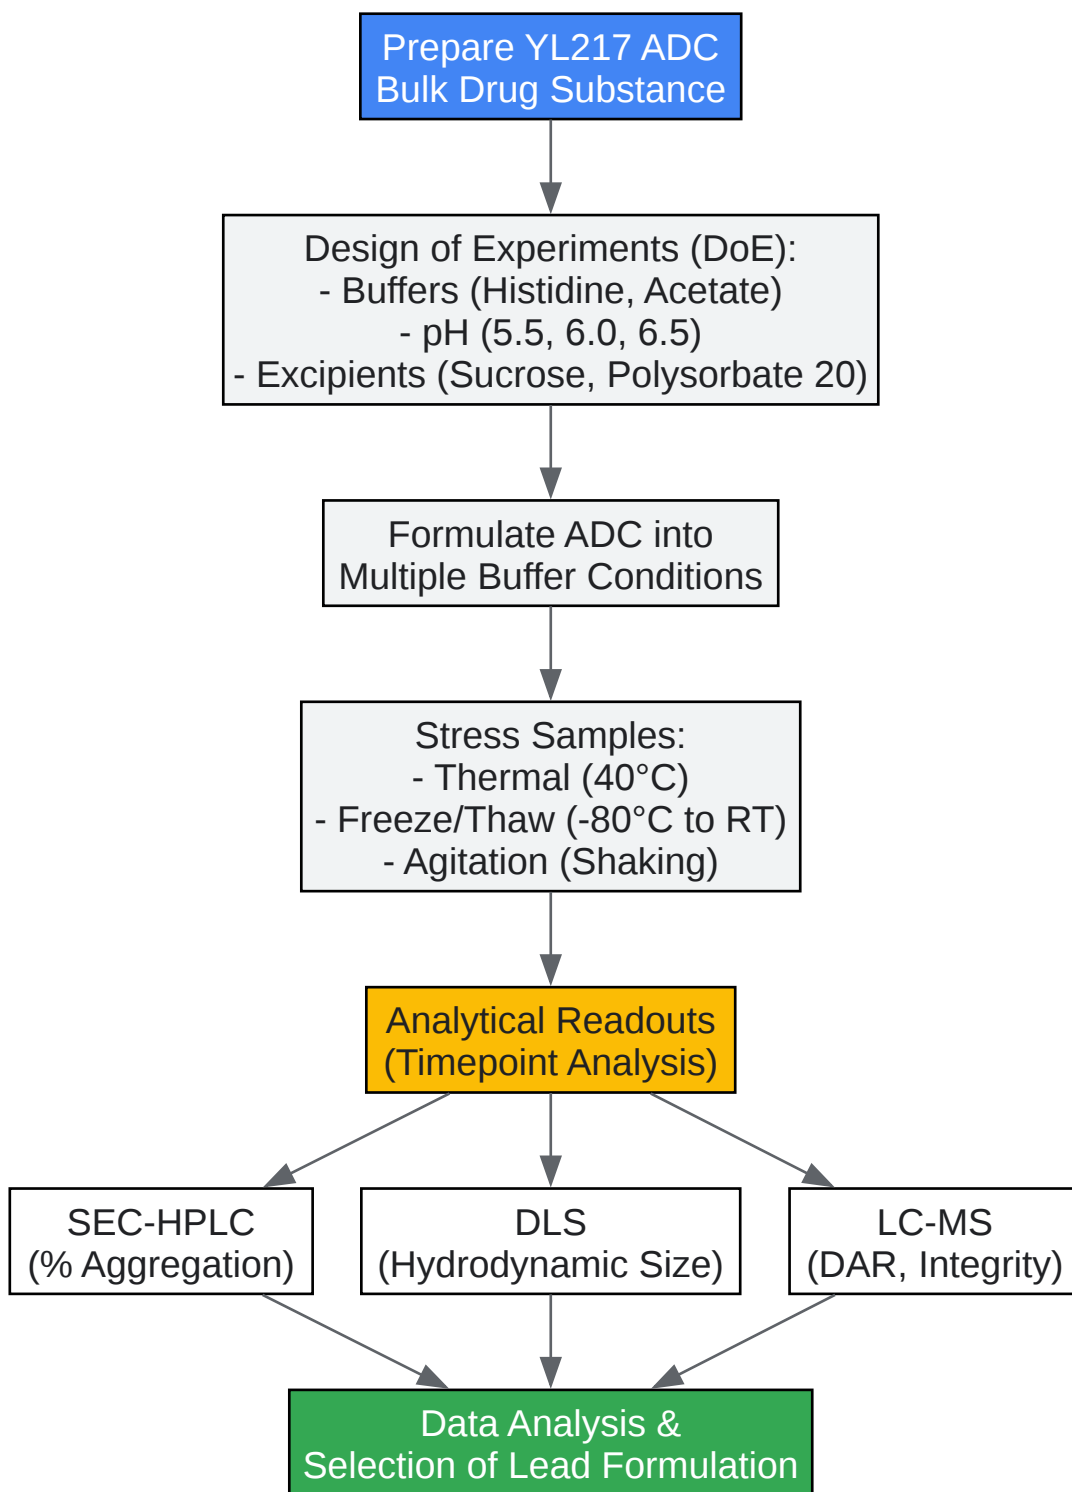 Prepare YL217 ADC
Bulk Drug Substance
Design of Experiments (DoE):
- Buffers (Histidine, Acetate)
- pH (5.5, 6.0, 6.5)
- Excipients (Sucrose, Polysorbate 20)
Formulate ADC into
Multiple Buffer Conditions
Stress Samples:
- Thermal (40°C)
- Freeze/Thaw (-80°C to RT)
- Agitation (Shaking)
Analytical Readouts
(Timepoint Analysis)
SEC-HPLC
(% Aggregation)
DLS
(Hydrodynamic Size)
LC-MS
(DAR, Integrity)
Data Analysis &
Selection of Lead Formulation